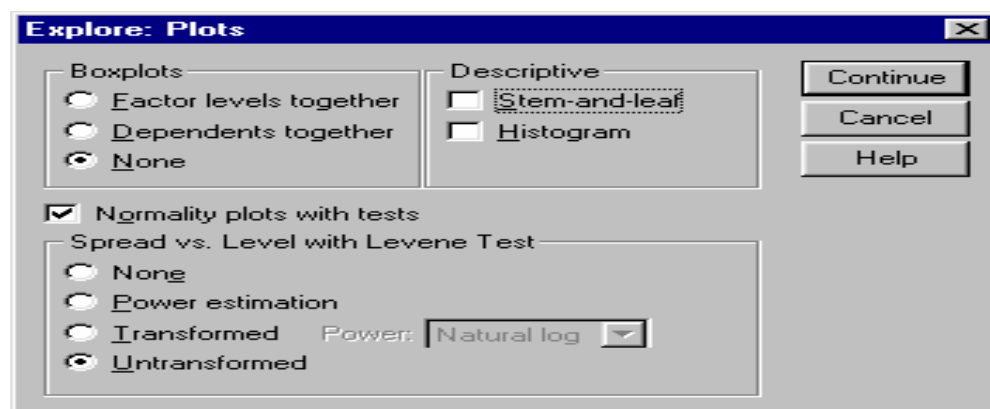 Explore: Plots
Boxplots
Factor levels together
Dependents together
None
Descriptive
Stem-and-leaf
Histogram
Continue
Cancel
Help
Normality plots with tests
Spread vs. Level with Levene Test
None
Power estimation
Transformed Power: Natural log
Untransformed